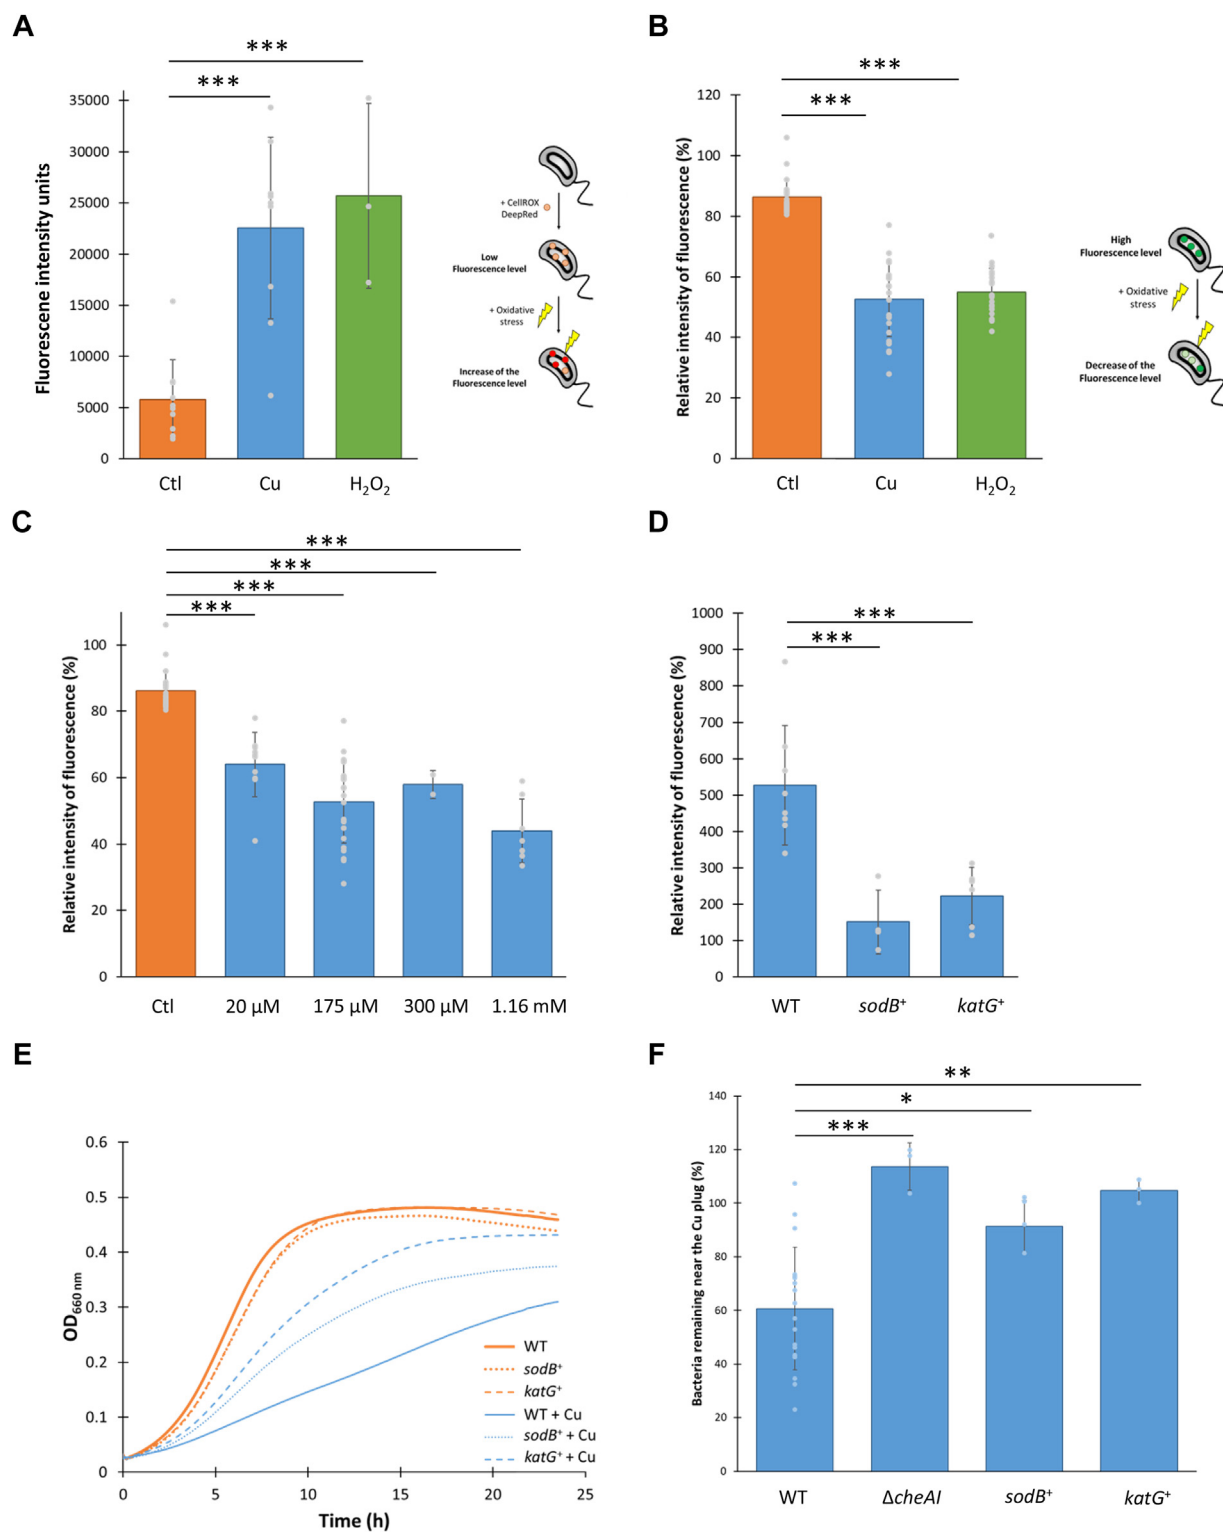 A
***
***
Fluorescene intensity units
35000
30000
25000
20000
15000
10000
5000
0
Ctl
Cu
H₂O₂
+ CellROX
DeepRed
Low
Fluorescence level
+ Oxidative
stress
Increase of the
Fluorescence level
B
***
***
Relative intensity of fluorescence (%)
120
100
80
60
40
20
0
Ctl
Cu
H₂O₂
High
Fluorescence level
+ Oxidative
stress
Decrease of the
Fluorescence level
C
***
***
***
***
Relative intensity of fluorescence (%)
100
80
60
40
20
0
Ctl
20 µM
175 µM
300 µM
1.16 mM
D
***
***
Relative intensity of fluorescence (%)
1000
900
800
700
600
500
400
300
200
100
0
WT
sodB⁺
katG⁺
E
OD660 nm
0.6
0.5
0.4
0.3
0.2
0.1
0
0
5
10
15
20
25
Time (h)
WT
sodB⁺
katG⁺
WT + Cu
sodB⁺ + Cu
katG⁺ + Cu
F
**
*
***
Bacteria remaining near the Cu plug (%)
140
120
100
80
60
40
20
0
WT
ΔcheAI
sodB⁺
katG⁺